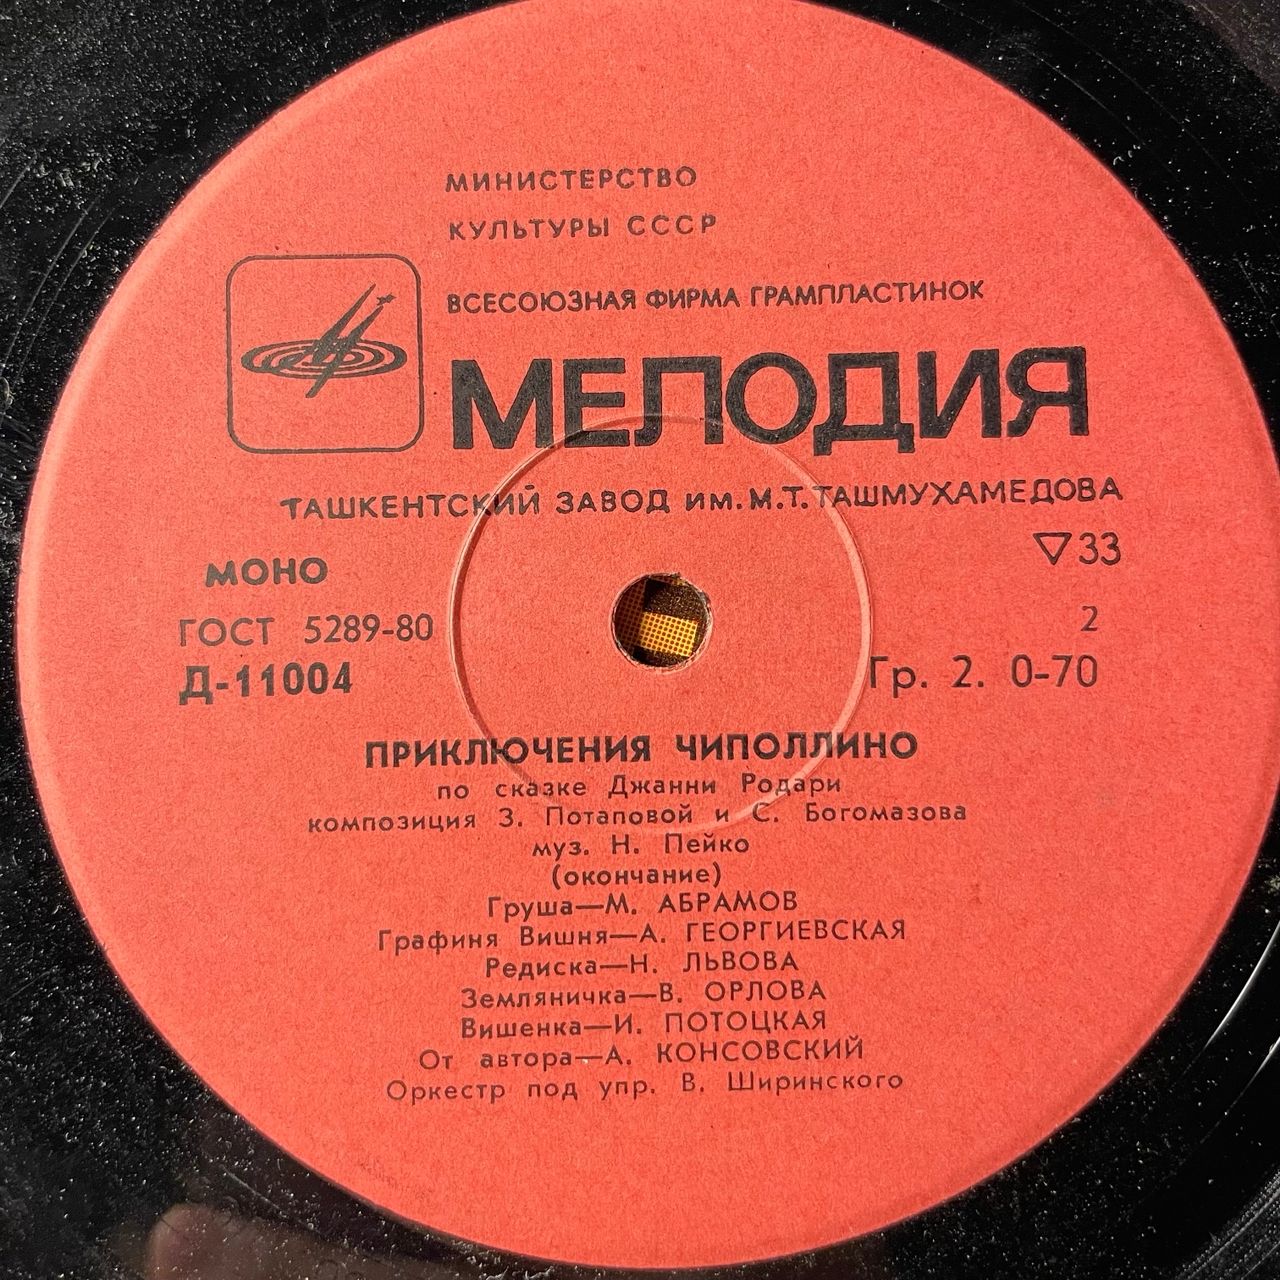 МИНИСТЕРСТВО
КУЛЬТУРЫ СССР
ВСЕСОЮЗНАЯ ФИРМА ГРАМПЛАСТИНОК
МЕЛОДИЯ
ТАШКЕНТСКИЙ ЗАВОД ИМ. М.Т. ТАШМУХАМЕДОВА
МОНО
▽33
ГОСТ 5289-80
2
Д-11004
Гр. 2. 0-70
ПРИКЛЮЧЕНИЯ ЧИПОЛЛИНО
по сказке Джанни Родари
композиция З. Потаповой и С. Богомазова
муз. Н. Пейко
(окончание)
Груша—М. АБРАМОВ
Графиня Вишня—А. ГЕОРГИЕВСКАЯ
Редиска—Н. ЛЬВОВА
Земляничка—В. ОРЛОВА
Вишенка—И. ПОТОЦКАЯ
От автора—А. КОНСОВСКИЙ
Оркестр под упр. В. Ширинского